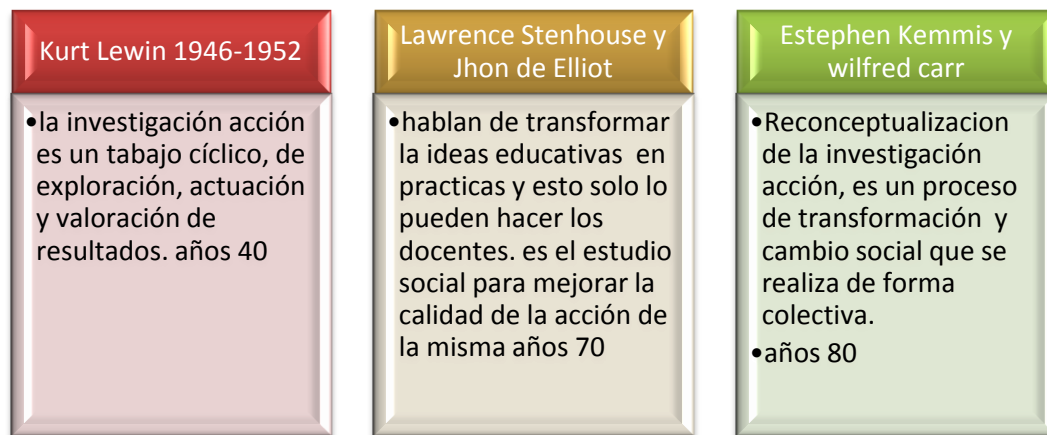 Kurt Lewin 1946-1952
•la investigación acción
es un tabajo cíclico, de
exploración, actuación
y valoración de
resultados. años 40
Lawrence Stenhouse y
Jhon de Elliot
•hablan de transformar
la ideas educativas en
practicas y esto solo lo
pueden hacer los
docentes. es el estudio
social para mejorar la
calidad de la acción de
la misma años 70
Estephen Kemmis y
wilfred carr
•Reconceptualizacion
de la investigación
acción, es un proceso
de transformación y
cambio social que se
realiza de forma
colectiva.
•años 80